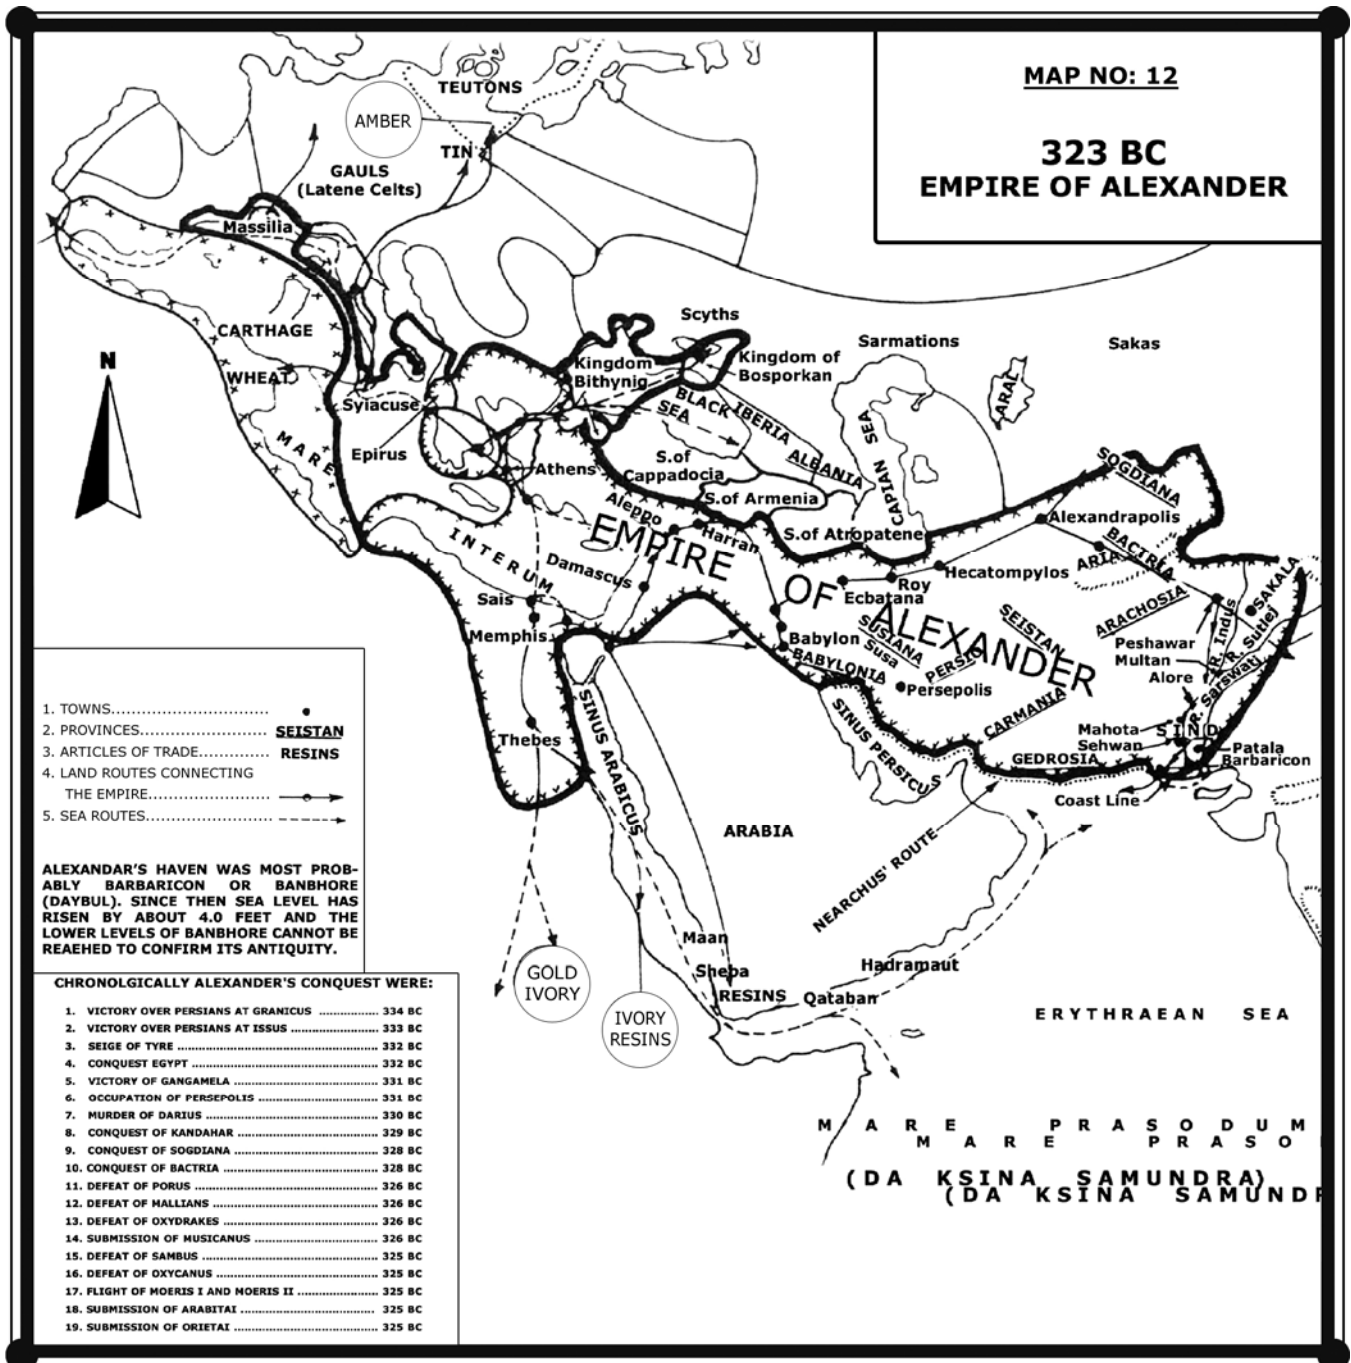 MAP NO: 12
323 BC
EMPIRE OF ALEXANDER
TEUTONS
AMBER
TIN
GAULS
(Latene Celts)
Massilia
Scyths
Sarmations
Sakas
CARTHAGE
Kingdom of
Bosporkan
Kingdom
Bithynig
N
WHEAT
ARAL
BLACK
SEA
IBERIA
Syiacuse
CAPIAN SEA
MARE
Epirus
Athens
S.of
Cappadocia
ALBANIA
SOGDIANA
S.of Armenia
Aleppo
Harran
S.of Atropatene
Alexandrapolis
EMPIRE
OF
ALEXANDER
INTERUM
Damascus
BACTRIA
ARIA
Hecatompylos
Roy
Ecbatana
SAKALA
Sais
Memphis
ARACHOSIA
SEISTAN
R. Indus
R. Sutlej
Babylon
SUSIANA
Susa
BABYLONIA
PERSIO
Peshawar
Multan
Alore
R. Sarswati
Persepolis
CARMANIA
SINUS ARABICUS
SINUS PERSICUS
Thebes
Mahota
SIND
Sehwan
Patala
Barbaricon
GEDROSIA
Coast Line
1. TOWNS..............................
2. PROVINCES........................ SEISTAN
3. ARTICLES OF TRADE............. RESINS
4. LAND ROUTES CONNECTING
THE EMPIRE.......................
5. SEA ROUTES........................
ARABIA
NEARCHUS' ROUTE
ALEXANDAR'S HAVEN WAS MOST PROB-
ABLY BARBARICON OR BANBHORE
(DAYBUL). SINCE THEN SEA LEVEL HAS
RISEN BY ABOUT 4.0 FEET AND THE
LOWER LEVELS OF BANBHORE CANNOT BE
REAEHED TO CONFIRM ITS ANTIQUITY.
Maan
Sheba
RESINS
Qataban
Hadramaut
GOLD
IVORY
IVORY
RESINS
ERYTHRAEAN SEA
CHRONOLGICALLY ALEXANDER'S CONQUEST WERE:
1. VICTORY OVER PERSIANS AT GRANICUS ............... 334 BC
2. VICTORY OVER PERSIANS AT ISSUS ...................... 333 BC
3. SEIGE OF TYRE .................................................. 332 BC
4. CONQUEST EGYPT ............................................... 332 BC
5. VICTORY OF GANGAMELA .................................... 331 BC
6. OCCUPATION OF PERSEPOLIS .............................. 331 BC
7. MURDER OF DARIUS ........................................... 330 BC
8. CONQUEST OF KANDAHAR .................................... 329 BC
9. CONQUEST OF SOGDIANA .................................... 328 BC
10. CONQUEST OF BACTRIA ....................................... 328 BC
11. DEFEAT OF PORUS .............................................. 326 BC
12. DEFEAT OF MALLIANS .......................................... 326 BC
13. DEFEAT OF OXYDRAKES ....................................... 326 BC
14. SUBMISSION OF MUSICANUS ................................ 326 BC
15. DEFEAT OF SAMBUS ............................................ 325 BC
16. DEFEAT OF OXYCANUS ......................................... 325 BC
17. FLIGHT OF MOERIS I AND MOERIS II .................... 325 BC
18. SUBMISSION OF ARABITAI ................................... 325 BC
19. SUBMISSION OF ORIETAI ..................................... 325 BC
MARE PRASODUM
MARE PRASO
(DA KSINA SAMUNDRA)
(DA KSINA SAMUNDR